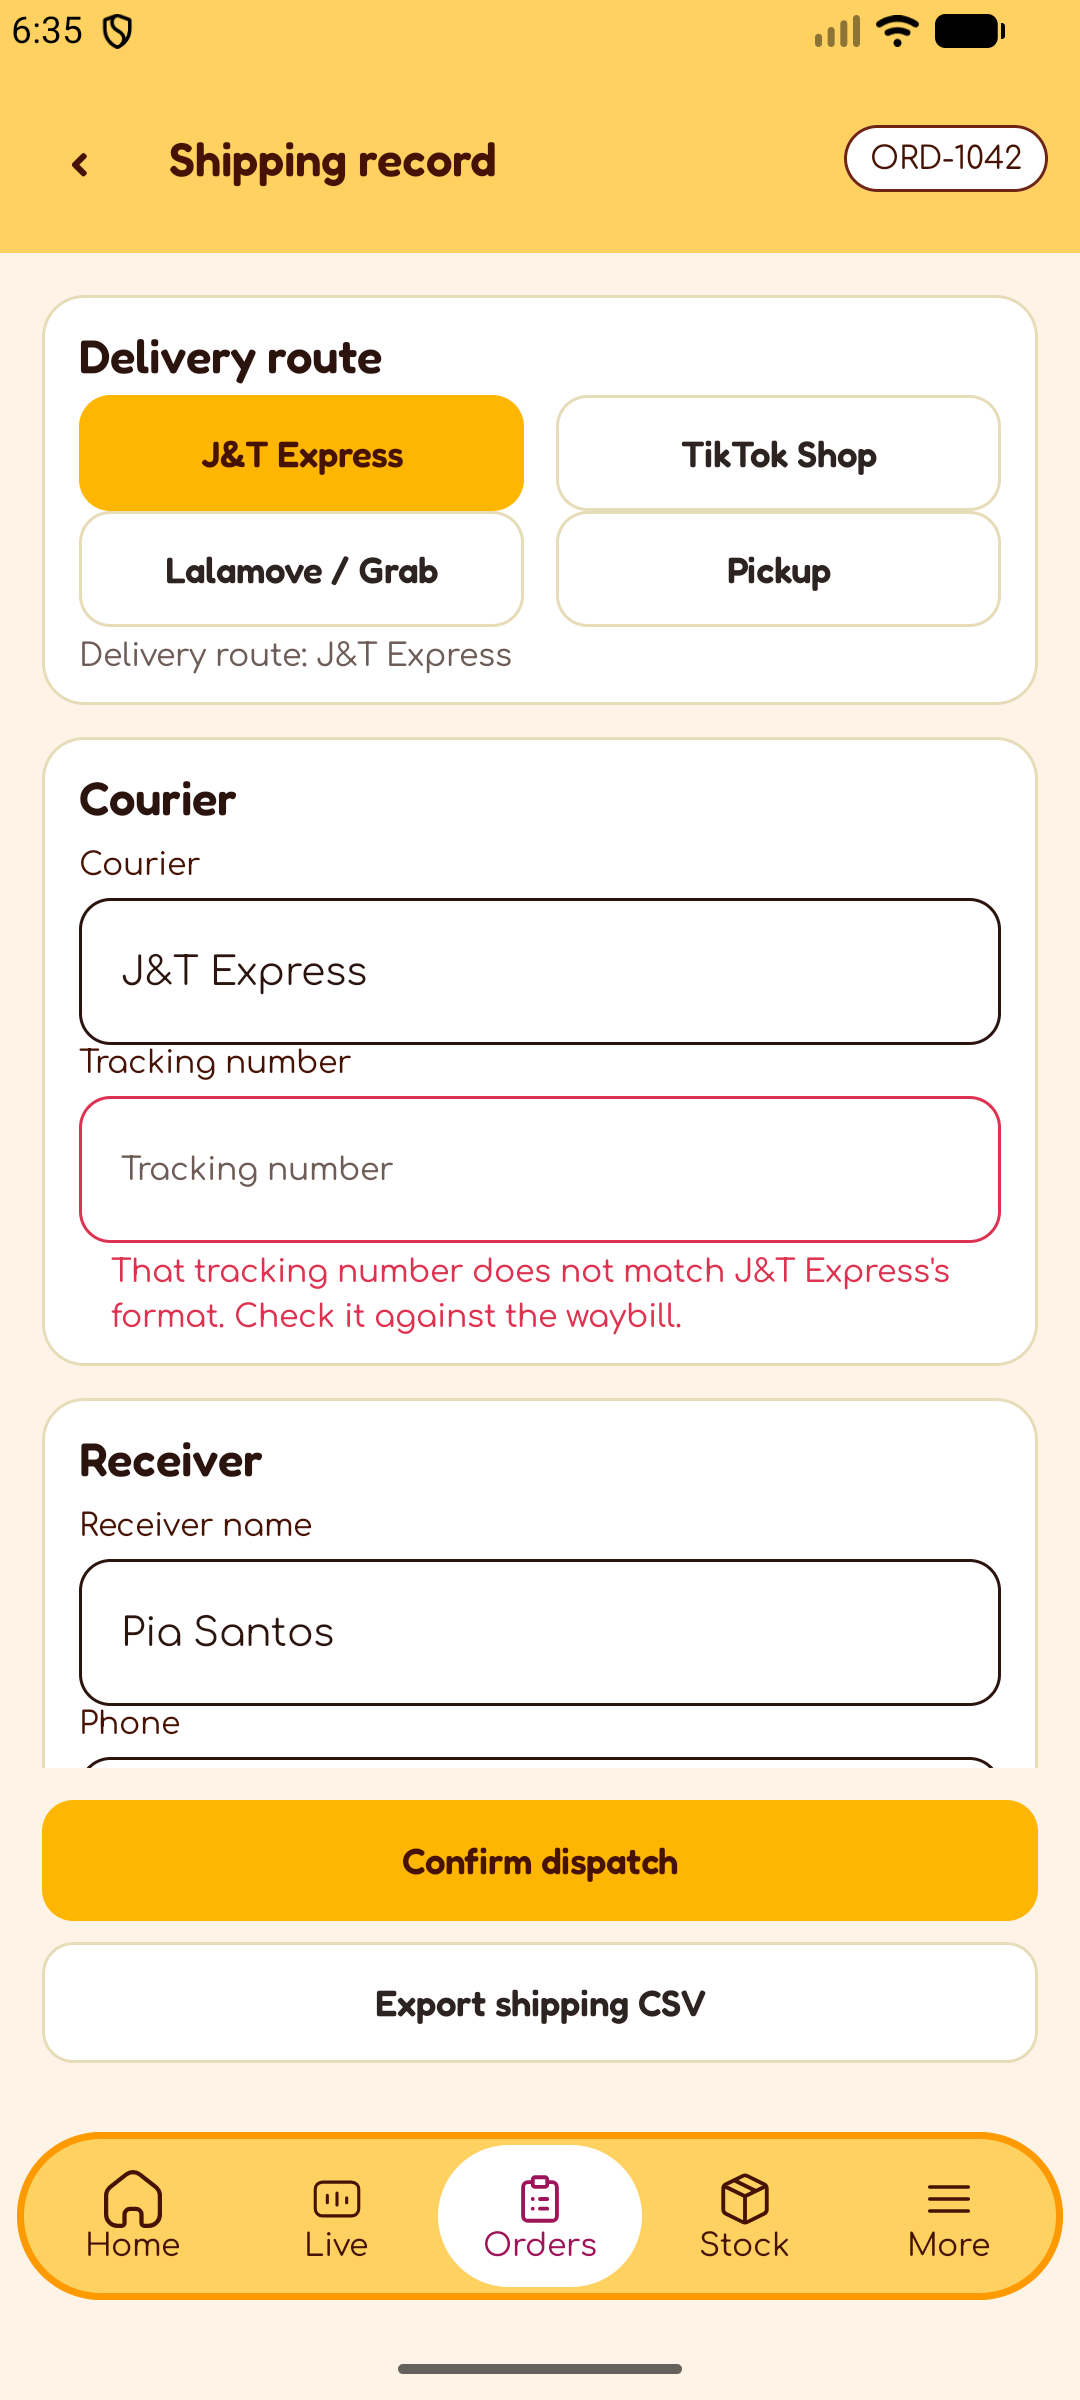 6:35
Shipping record
ORD-1042
Delivery route
J&T Express
TikTok Shop
Lalamove / Grab
Pickup
Delivery route: J&T Express
Courier
Courier
J&T Express
Tracking number
Tracking number
That tracking number does not match J&T Express's
format. Check it against the waybill.
Receiver
Receiver name
Pia Santos
Phone
Confirm dispatch
Export shipping CSV
Home
Live
Orders
Stock
More